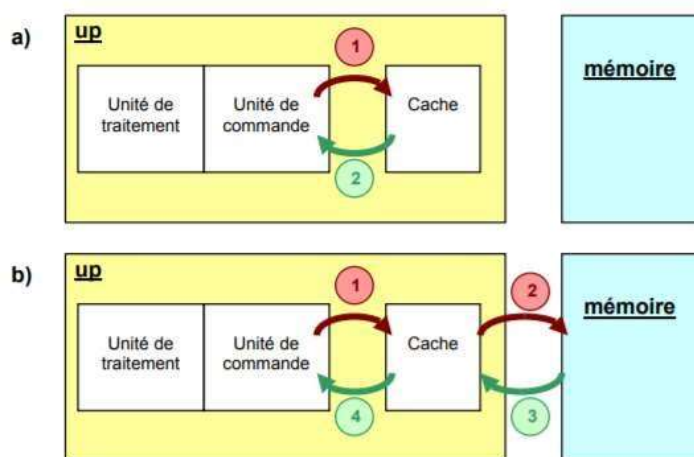 a)
up
1
mémoire
Unité de
traitement
Unité de
commande
Cache
2
b)
up
1
2
mémoire
Unité de
traitement
Unité de
commande
Cache
4
3